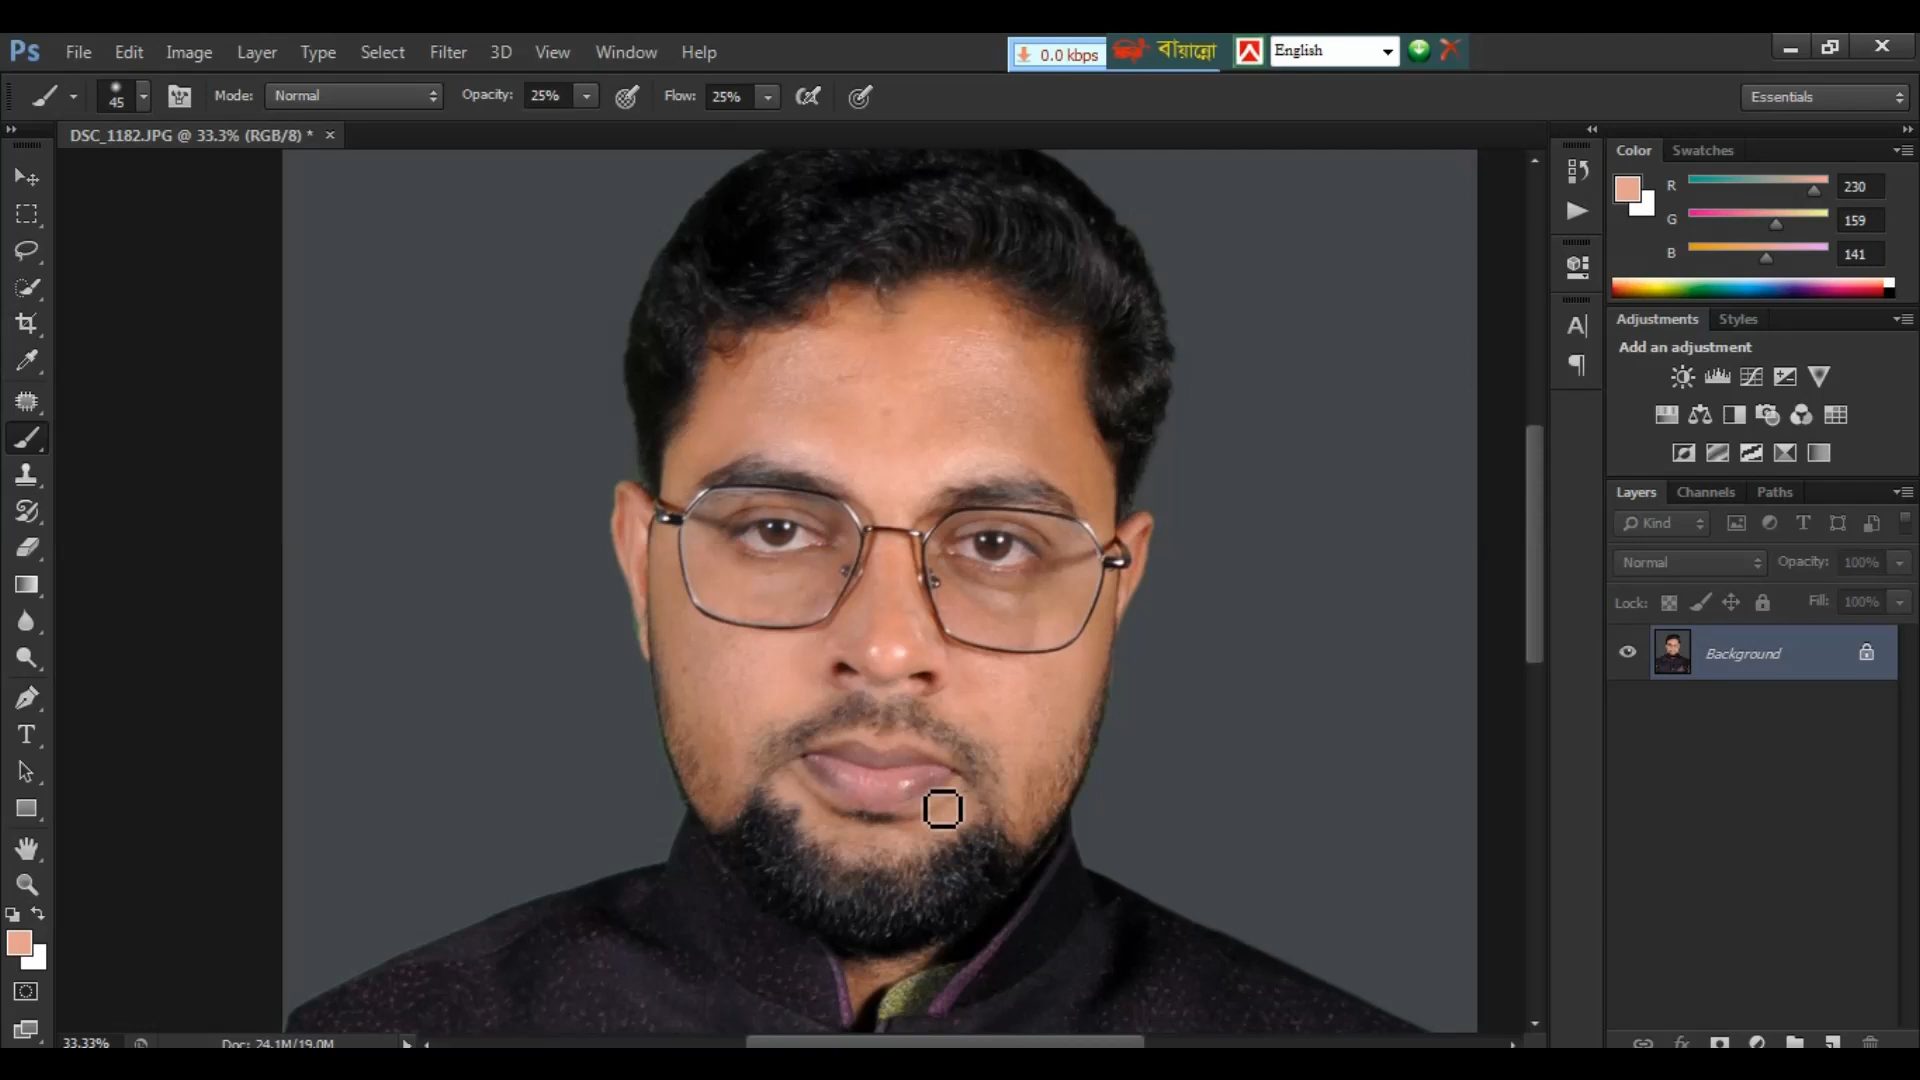 Ps File Edit Image Layer Type Select Filter 3D View Window Help
0.0 kbps বায়ান্নো English
45 Mode: Normal Opacity: 25% Flow: 25% Essentials
DSC_1182.JPG @ 33.3% (RGB/8) * ×
Color Swatches
R 230
G 159
B 141
Adjustments Styles
Add an adjustment
Layers Channels Paths
Kind
Normal Opacity: 100%
Lock: Fill: 100%
Background
33.33% Doc: 24.1M/19.0M